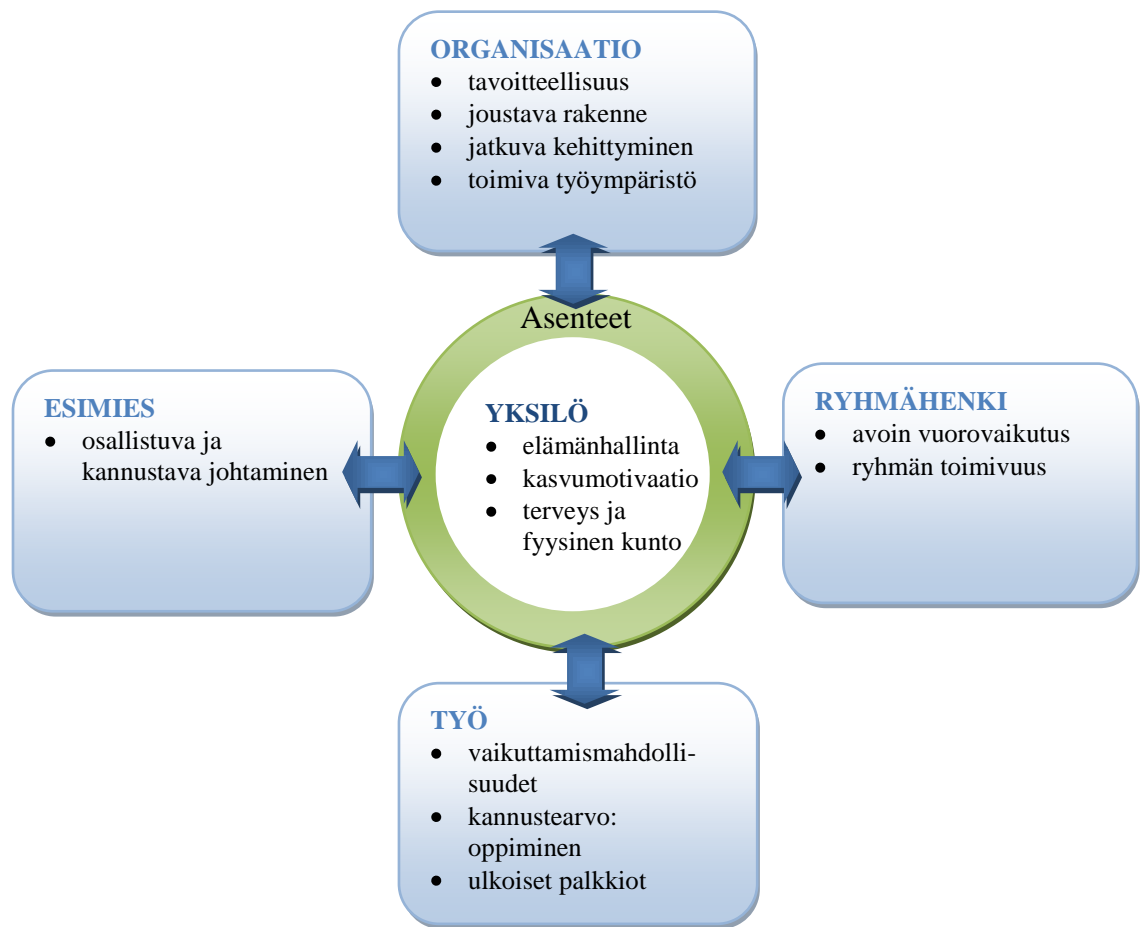 ORGANISAATIO
• tavoitteellisuus
• joustava rakenne
• jatkuva kehittyminen
• toimiva työympäristö
Asenteet
ESIMIES
• osallistuva ja
kannustava johtaminen
YKSILÖ
• elämänhallinta
• kasvumotivaatio
• terveys ja
fyysinen kunto
RYHMÄHENKI
• avoin vuorovaikutus
• ryhmän toimivuus
TYÖ
• vaikuttamismahdolli-
suudet
• kannustearvo:
oppiminen
• ulkoiset palkkiot